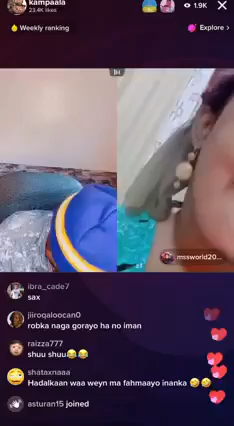 kampaala
23.4K likes
1.9K
Weekly ranking
Explore >
mssworld20...
ibra_cade7
sax
jiiroqaloocan0
robka naga gorayo ha no iman
raizza777
shuu shuu😂😂
shataxnaaa
Hadalkaan waa weyn ma fahmaayo inanka 🤣🤣
asturan15 joined